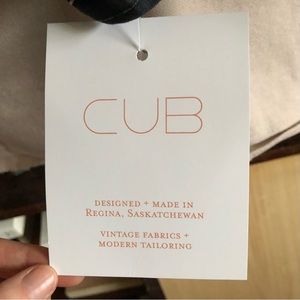 CUB
DESIGNED + MADE IN
REGINA, SASKATCHEWAN
VINTAGE FABRICS +
MODERN TAILORING